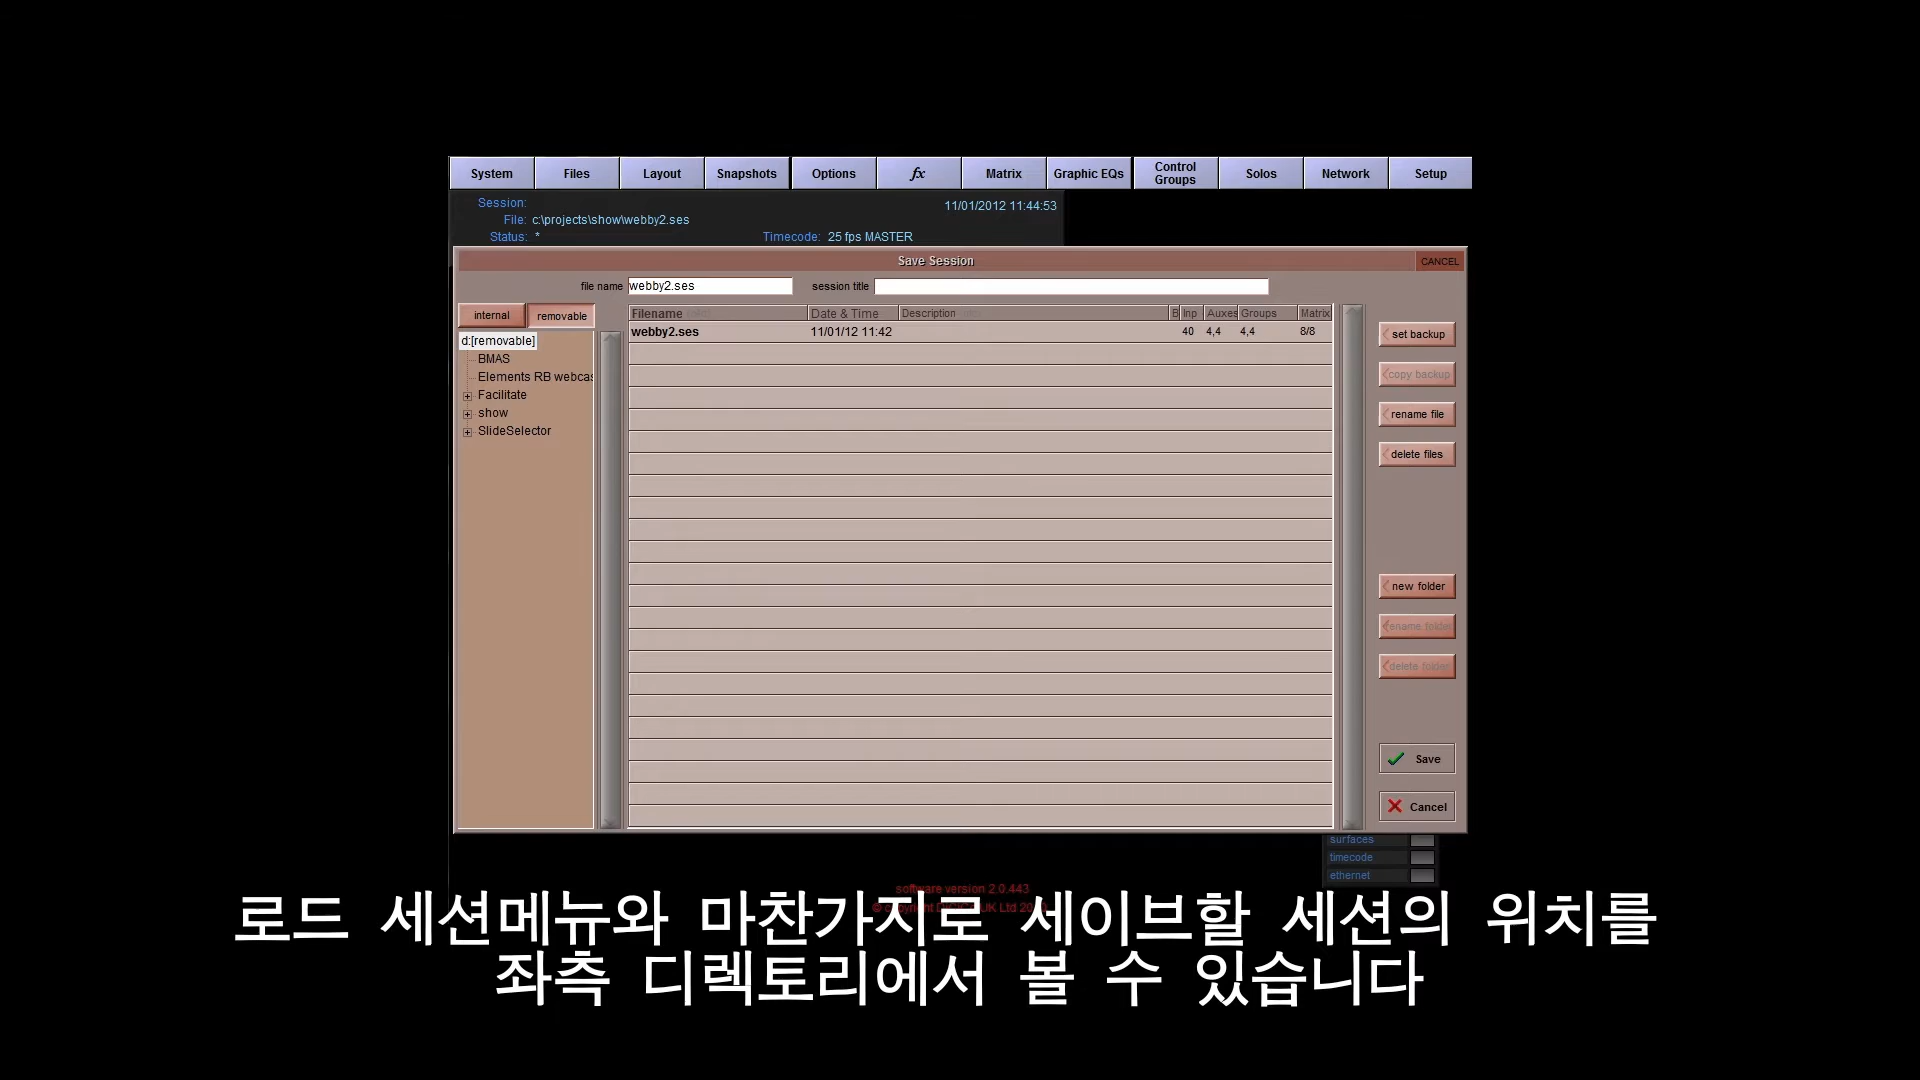 System Files Layout Snapshots Options fx Matrix Graphic EQs Control Groups Solos Network Setup
Session: 11/01/2012 11:44:53
File: c:\projects\show\webby2.ses
Status: * Timecode: 25 fps MASTER
Save Session CANCEL
file name webby2.ses session title
internal removable
Filename Date & Time Description B Inp Auxes Groups Matrix
webby2.ses 11/01/12 11:42 40 4,4 4,4 8/8
d:[removable]
BMAS
Elements RB webcas
Facilitate
show
SlideSelector
set backup
copy backup
rename file
delete files
new folder
rename folder
delete folder
Save
Cancel
surfaces
timecode
ethernet
software version 2.0.443
로드 세션메뉴와 마찬가지로 세이브할 세션의 위치를
좌측 디렉토리에서 볼 수 있습니다